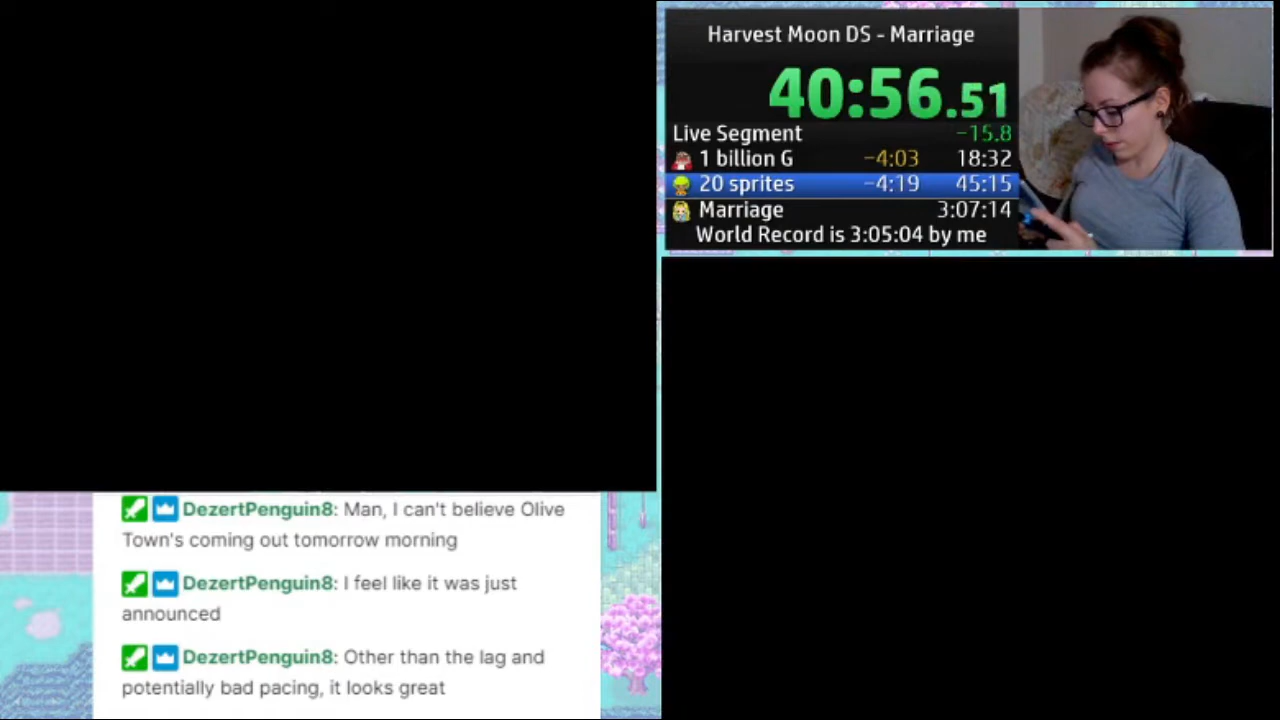 Harvest Moon DS - Marriage
40:56.51
Live Segment -15.8
1 billion G -4:03 18:32
20 sprites -4:19 45:15
Marriage 3:07:14
World Record is 3:05:04 by me
DezertPenguin8: Man, I can't believe Olive
Town's coming out tomorrow morning
DezertPenguin8: I feel like it was just
announced
DezertPenguin8: Other than the lag and
potentially bad pacing, it looks great